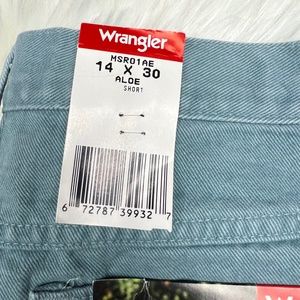 Wrangler
MSR01AE
14 X 30
ALOE
SHORT
6 72787 39932 7